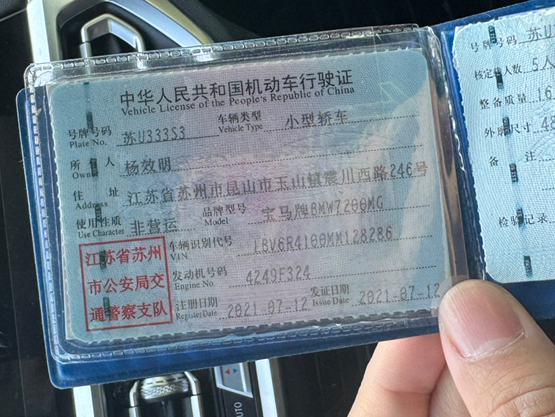 中华人民共和国机动车行驶证
Vehicle License of the People's Republic of China
号牌号码 苏U333S3 车辆类型 小型轿车
Plate No. Vehicle Type
所有人 杨效明
Owner
住址 江苏省苏州市昆山市玉山镇震川西路246号
Address
使用性质 非营运 品牌型号 宝马牌BMW7200MG
Use Character Model
江苏省苏州
市公安局交
通警察支队
车辆识别代号 LBV6R4100MM128286
VIN
发动机号码 4249F324
Engine No.
注册日期 2021-07-12 发证日期 2021-07-12
Register Date Issue Date
号牌号码 苏U
核定载人数 5人
整备质量 16
外廓尺寸 48
备注
检验记录
AUTO